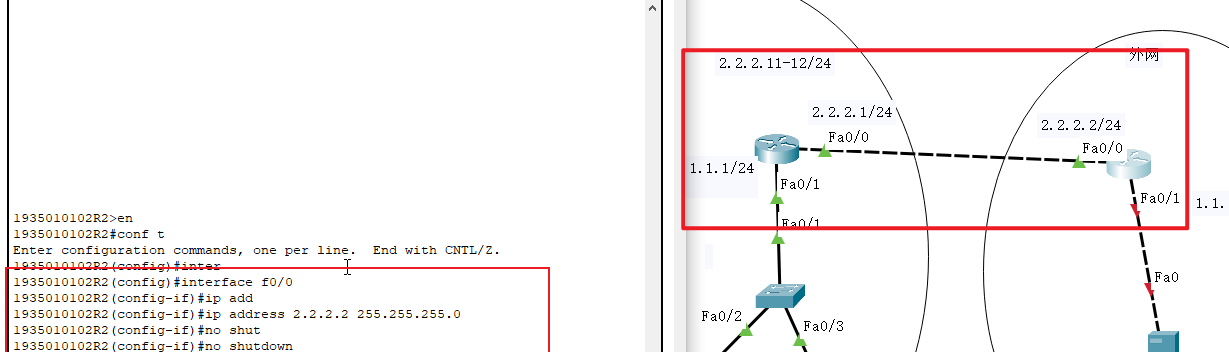 1935010102R2>en
1935010102R2#conf t
Enter configuration commands, one per line.  End with CNTL/Z.
1935010102R2(config)#inter
1935010102R2(config)#interface f0/0
1935010102R2(config-if)#ip add
1935010102R2(config-if)#ip address 2.2.2.2 255.255.255.0
1935010102R2(config-if)#no shut
1935010102R2(config-if)#no shutdown
外网
2.2.2.11-12/24
2.2.2.1/24
2.2.2.2/24
Fa0/0
Fa0/0
1.1.1/24
Fa0/1
Fa0/1
1.1.
Fa0/1
Fa0
Fa0/2
Fa0/3